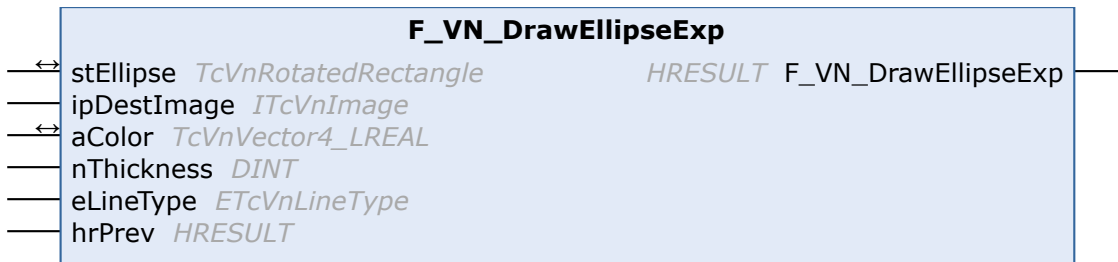 F_VN_DrawEllipseExp
stEllipse TcVnRotatedRectangle HRESULT F_VN_DrawEllipseExp
ipDestImage ITcVnImage
aColor TcVnVector4_LREAL
nThickness DINT
eLineType ETcVnLineType
hrPrev HRESULT